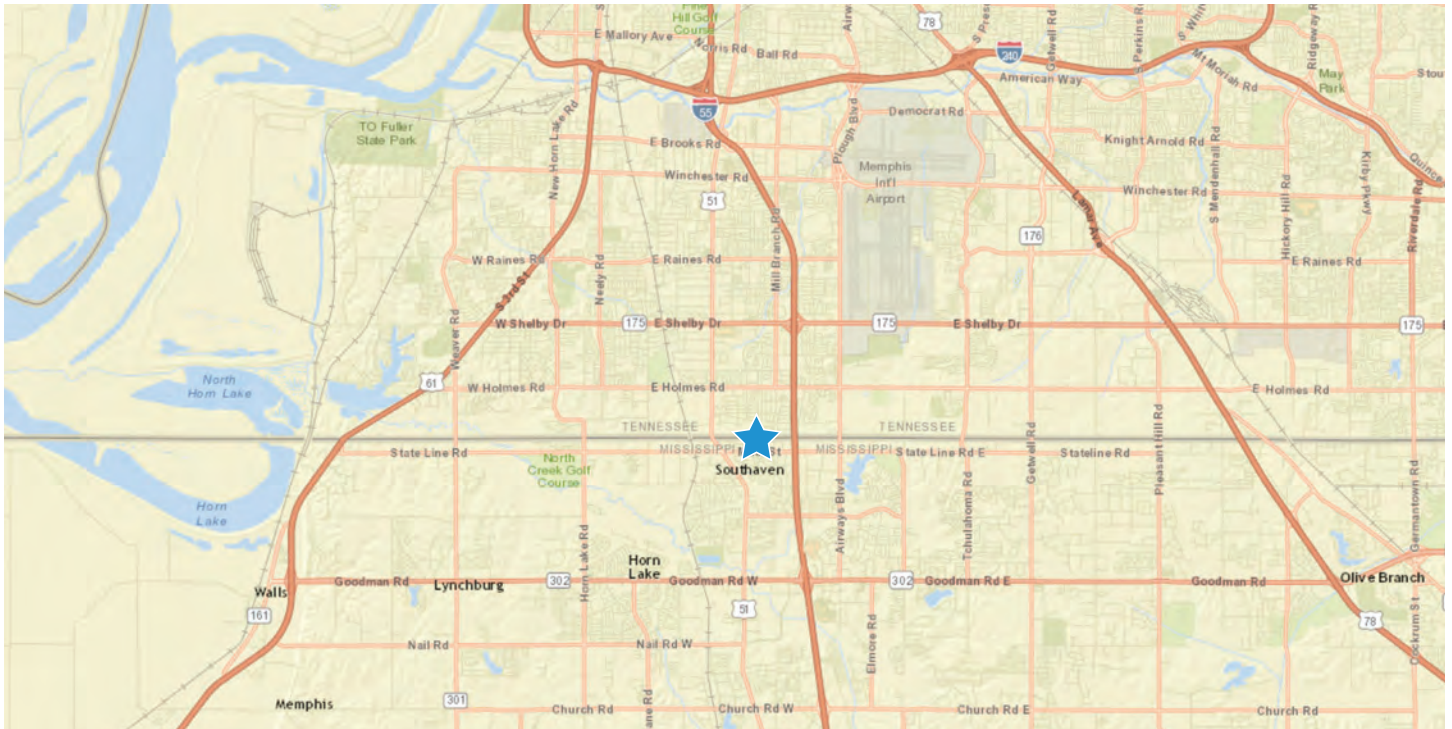 Hill Golf
Course
78
E Mallory Ave
Norris Rd
Ball Rd
240
American Way
Getwell Rd
S Perkins Rd
Mt Moriah Rd
May
Park
TO Fuller
State Park
New Horn Lake Rd
55
E Brooks Rd
Plough Blvd
Democrat Rd
Knight Arnold Rd
Memphis
Int'l
Airport
Winchester Rd
Winchester Rd
51
S Mendenhall Rd
Hickory Hill Rd
Kirby Pkwy
Riverdale Rd
Lamar Ave
176
W Raines Rd
E Raines Rd
E Raines Rd
Neely Rd
Mill Branch Rd
S 3rd St
W Shelby Dr
175
E Shelby Dr
175
E Shelby Dr
175
Weaver Rd
North
Horn Lake
61
W Holmes Rd
E Holmes Rd
E Holmes Rd
TENNESSEE
TENNESSEE
MISSISSIPPI
MISSISSIPPI
State Line Rd
State Line Rd E
Stateline Rd
Southaven
North
Creek Golf
Course
Horn
Lake
Horn Lake Rd
Airways Blvd
Tchulahoma Rd
Getwell Rd
Pleasant Hill Rd
Germantown Rd
Horn
Lake
Walls
Goodman Rd
Lynchburg
302
Goodman Rd W
302
Goodman Rd E
Goodman Rd
Olive Branch
161
51
78
Elmore Rd
Cockrum St
Nail Rd
Nail Rd W
Memphis
301
Church Rd
Church Rd W
Church Rd E
Church Rd